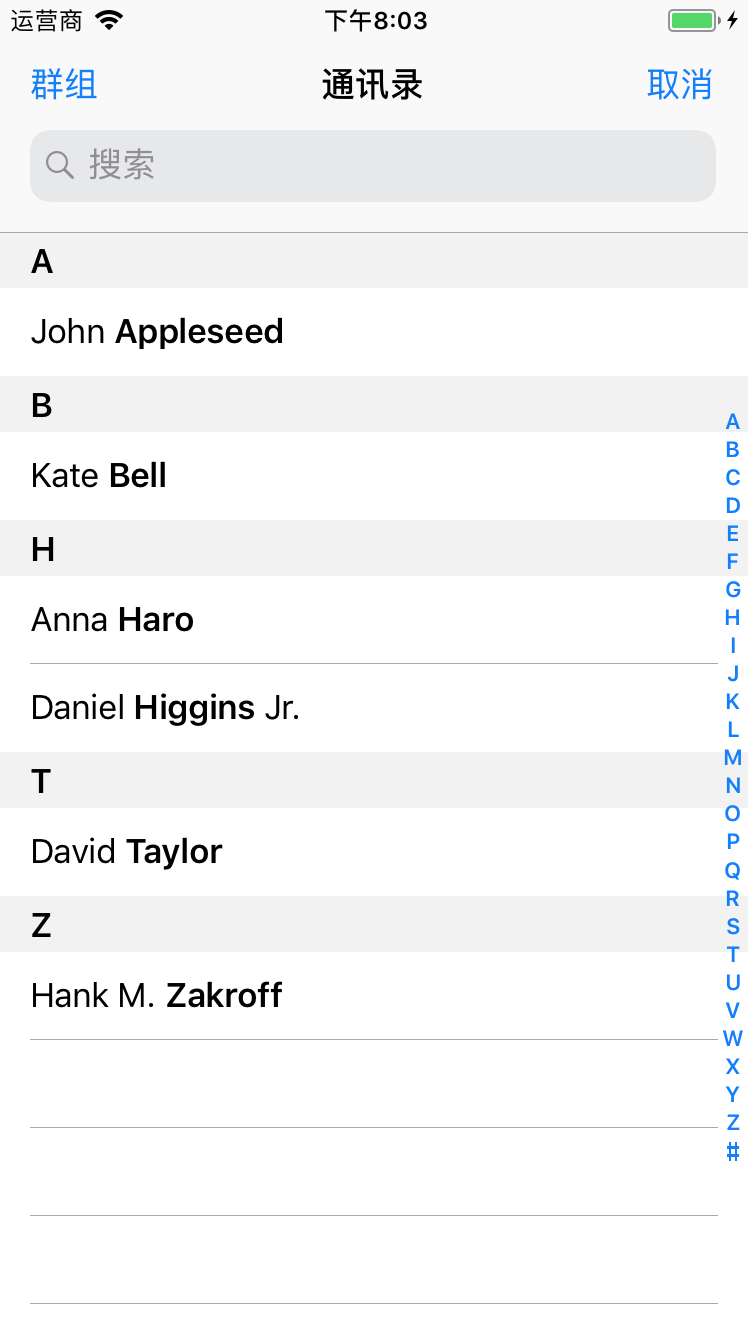 运营商 下午8:03
群组 通讯录 取消
搜索
A
John Appleseed
B
Kate Bell
H
Anna Haro
Daniel Higgins Jr.
T
David Taylor
Z
Hank M. Zakroff
A
B
C
D
E
F
G
H
I
J
K
L
M
N
O
P
Q
R
S
T
U
V
W
X
Y
Z
#